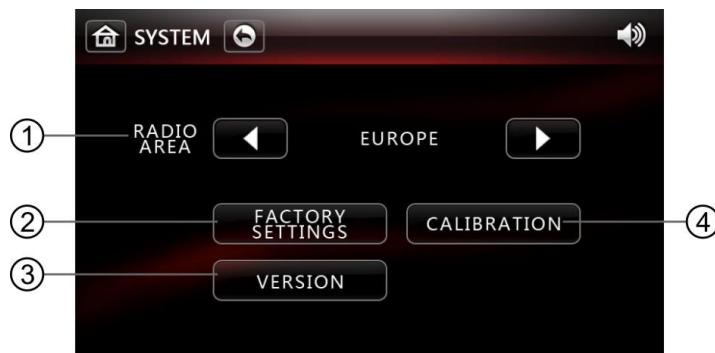 SYSTEM
① RADIO AREA EUROPE
② FACTORY SETTINGS CALIBRATION ④
③ VERSION